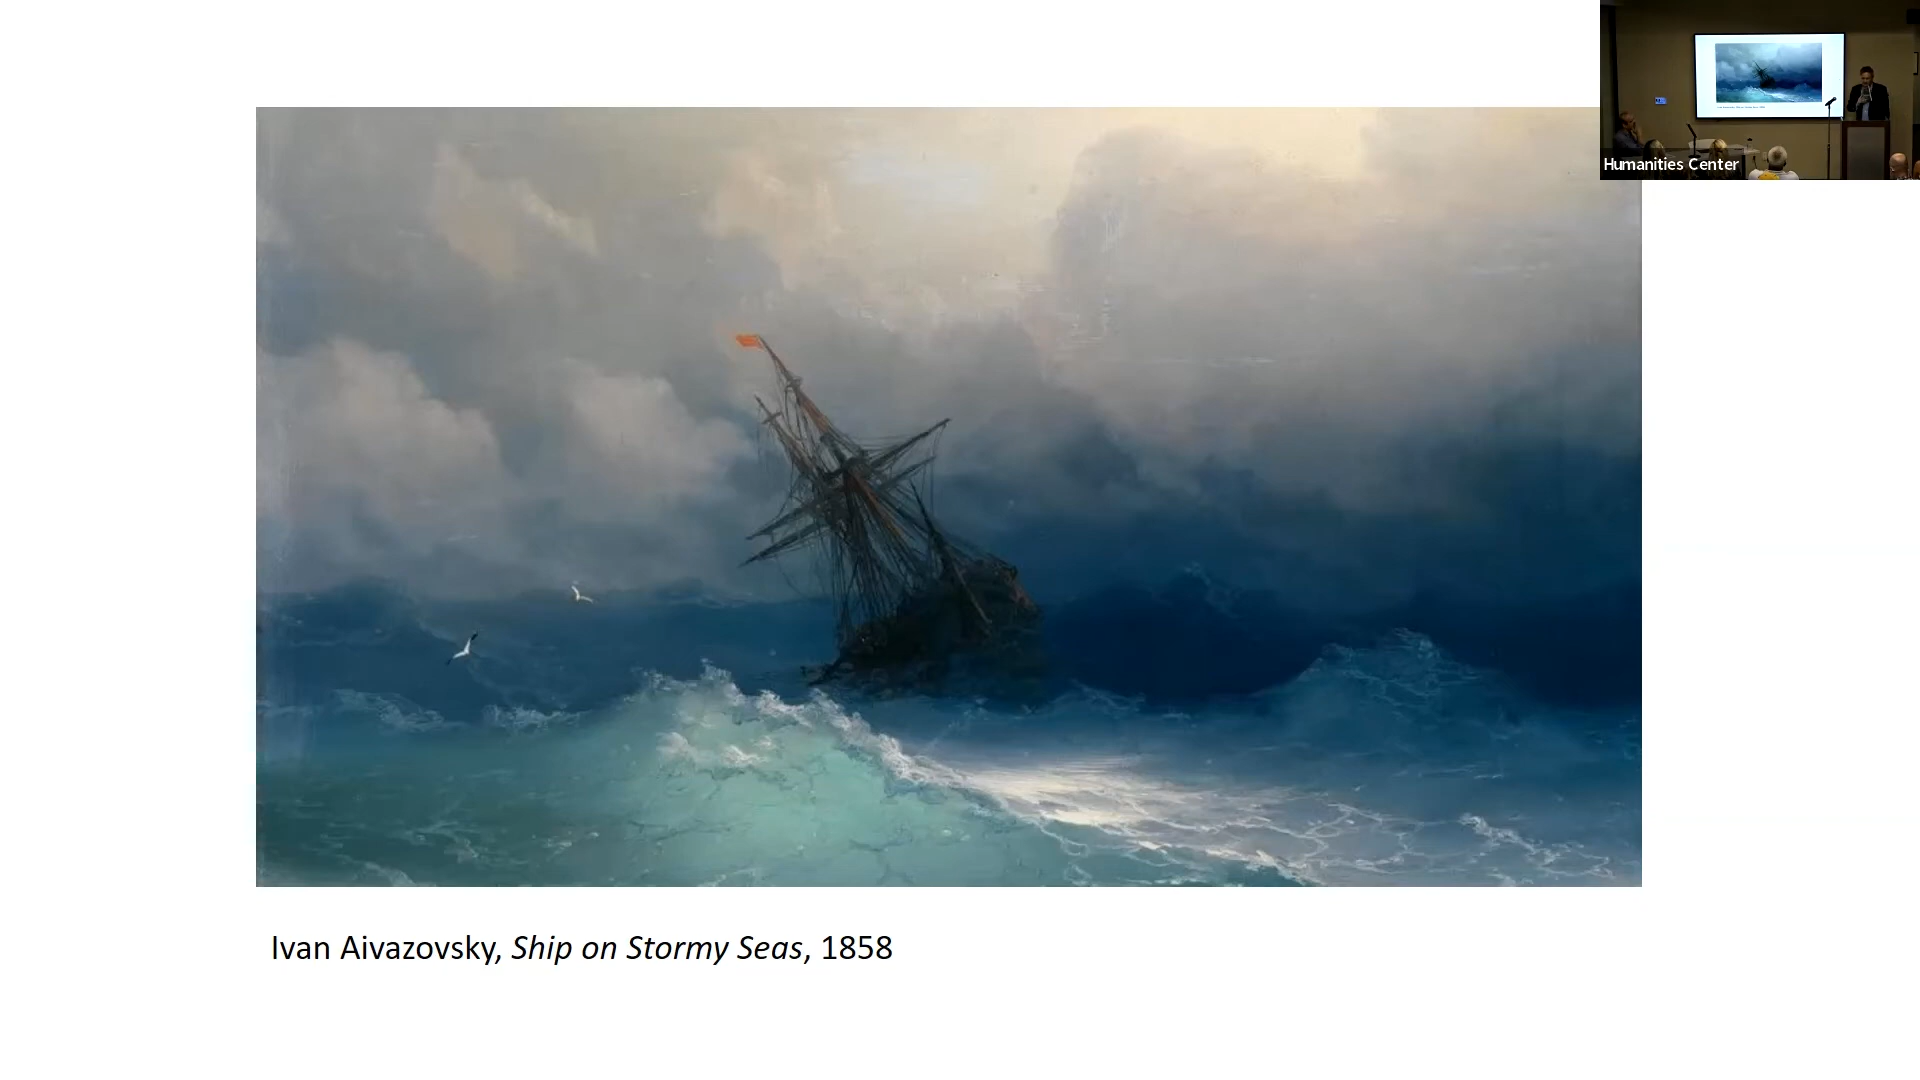 Humanities Center
Ivan Aivazovsky, Ship on Stormy Seas, 1858